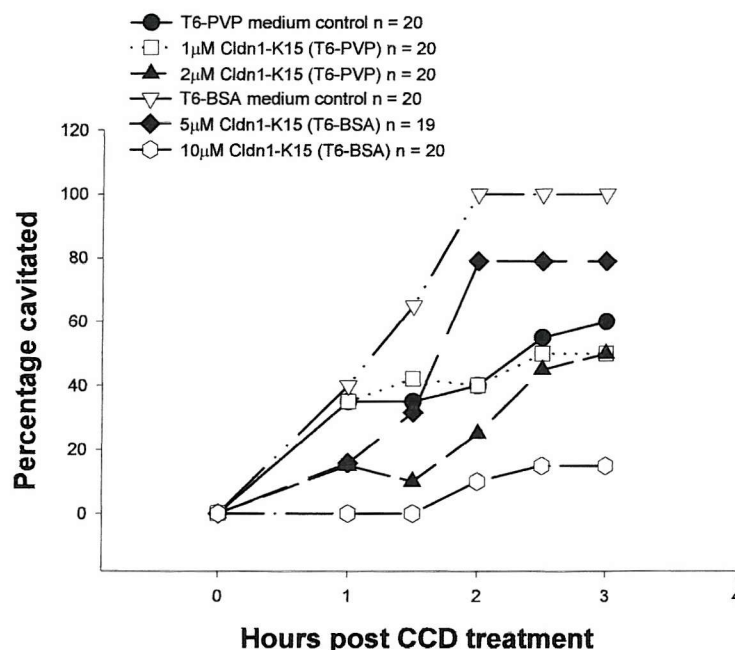 T6-PVP medium control n = 20
1μM Cldn1-K15 (T6-PVP) n = 20
2μM Cldn1-K15 (T6-PVP) n = 20
T6-BSA medium control n = 20
5μM Cldn1-K15 (T6-BSA) n = 19
10μM Cldn1-K15 (T6-BSA) n = 20
120
100
80
60
40
20
0
Percentage cavitated
0 1 2 3
Hours post CCD treatment